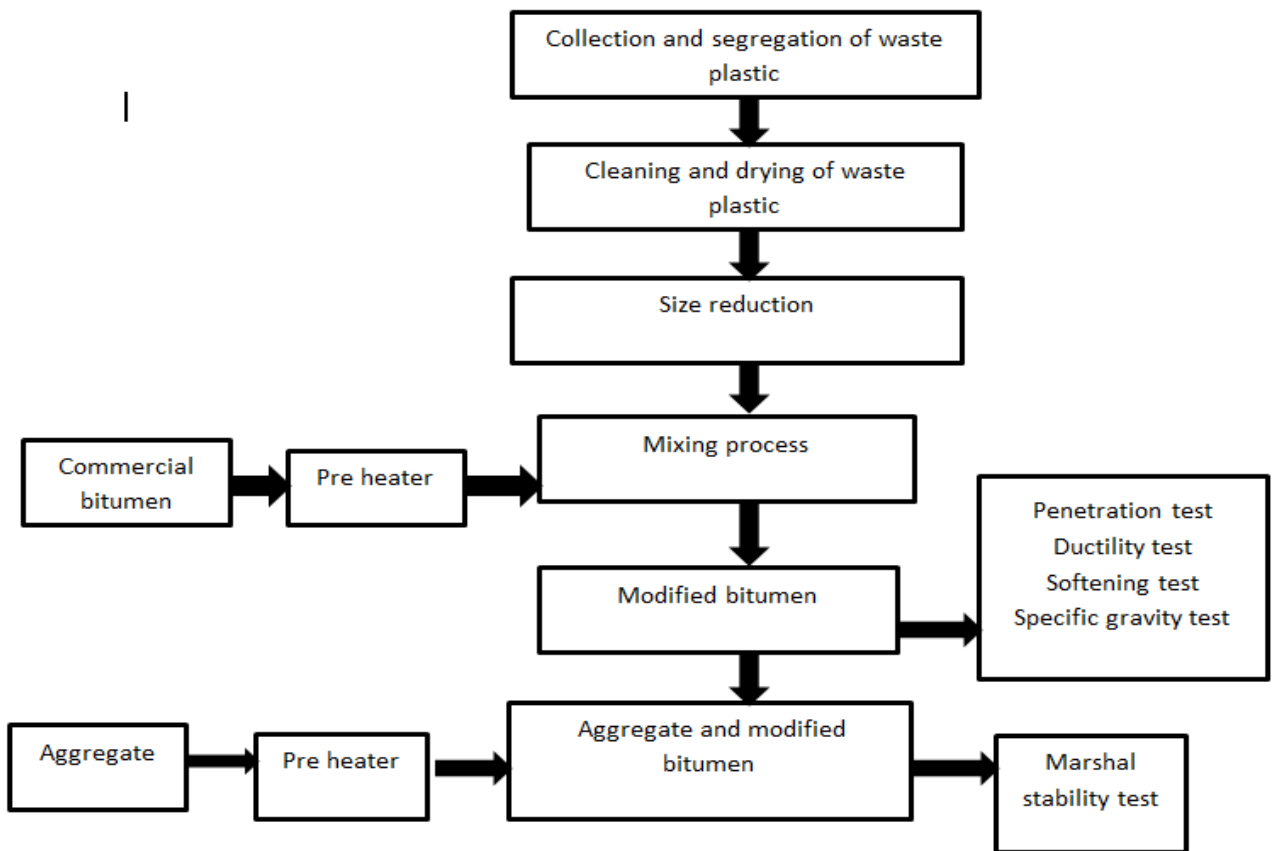 Collection and segregation of waste
plastic
Cleaning and drying of waste
plastic
Size reduction
Mixing process
Commercial
bitumen
Pre heater
Penetration test
Ductility test
Softening test
Specific gravity test
Modified bitumen
Aggregate and modified
bitumen
Aggregate
Pre heater
Marshal
stability test